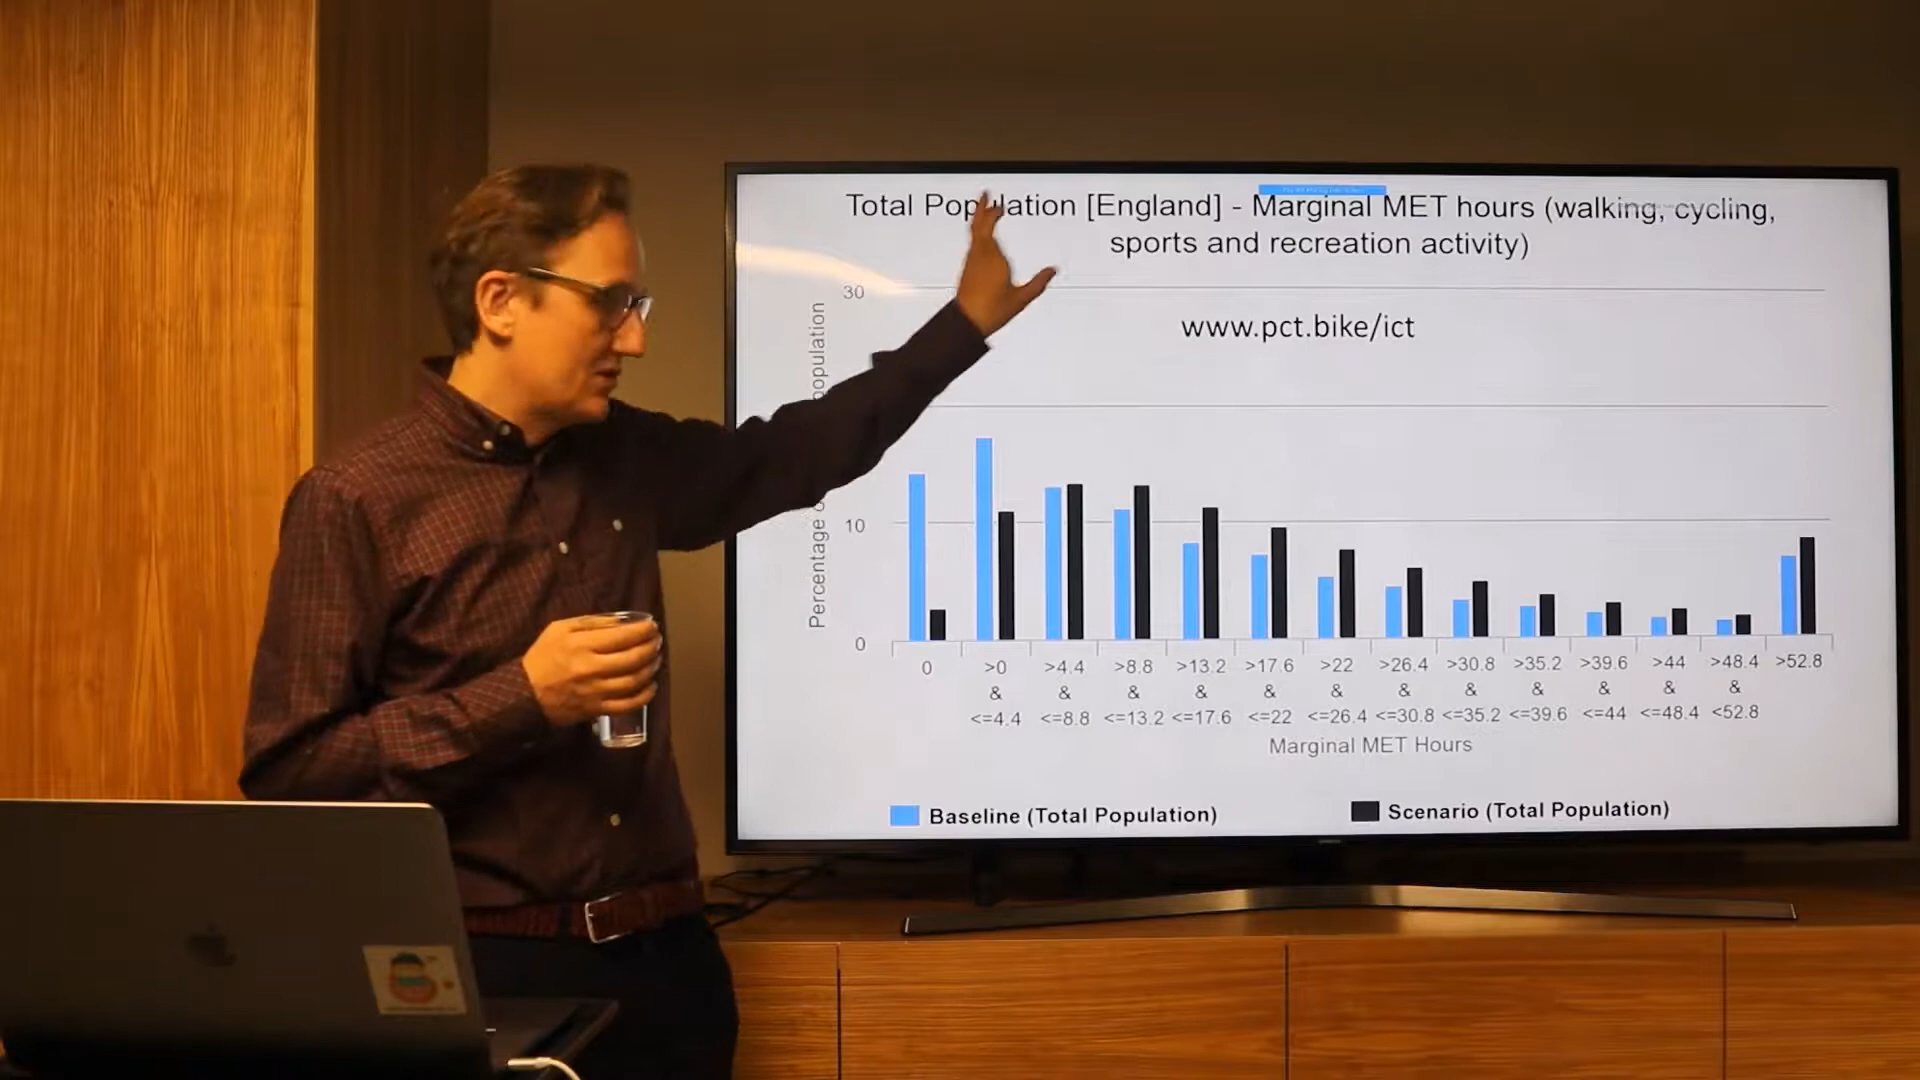 Total Population [England] - Marginal MET hours (walking, cycling,
sports and recreation activity)
www.pct.bike/ict
30
10
0
Percentage population
0 >0 >4.4 >8.8 >13.2 >17.6 >22 >26.4 >30.8 >35.2 >39.6 >44 >48.4 >52.8
& & & & & & & & & & & &
<=4.4 <=8.8 <=13.2 <=17.6 <=22 <=26.4 <=30.8 <=35.2 <=39.6 <=44 <=48.4 <52.8
Marginal MET Hours
Baseline (Total Population) Scenario (Total Population)